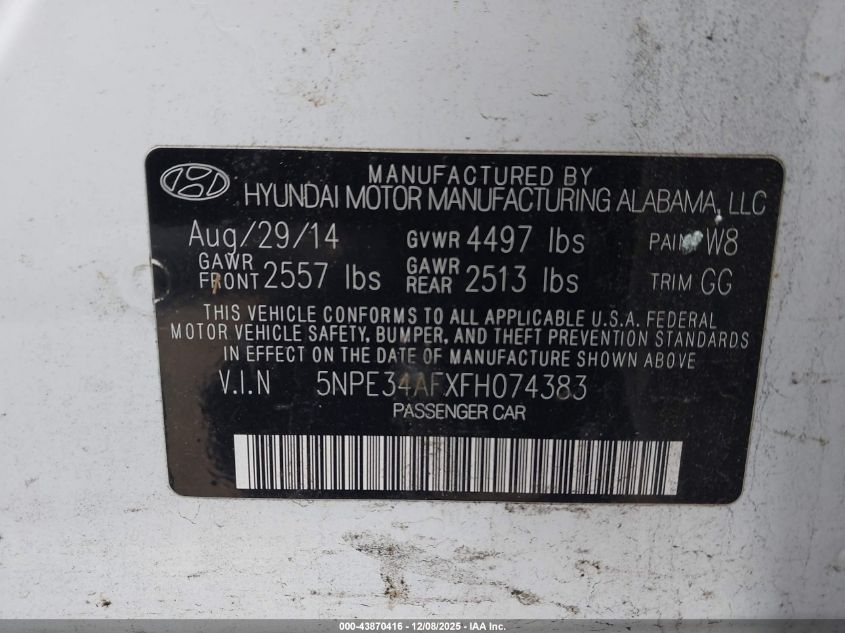 MANUFACTURED BY
HYUNDAI MOTOR MANUFACTURING ALABAMA, LLC
Aug/29/14 GVWR 4497 lbs PAINT W8
GAWR FRONT 2557 lbs GAWR REAR 2513 lbs TRIM GG
THIS VEHICLE CONFORMS TO ALL APPLICABLE U.S.A. FEDERAL
MOTOR VEHICLE SAFETY, BUMPER, AND THEFT PREVENTION STANDARDS
IN EFFECT ON THE DATE OF MANUFACTURE SHOWN ABOVE
V.I.N 5NPE34AFXFH074383
PASSENGER CAR
000-43870416 - 12/08/2025 - IAA Inc.